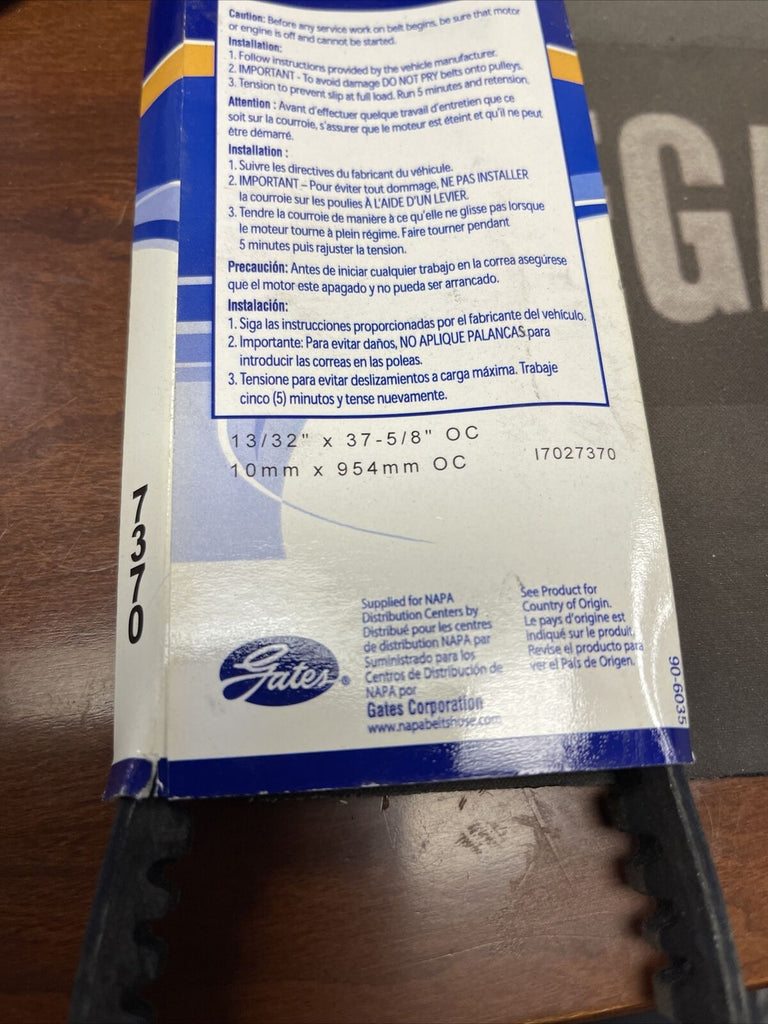 Caution: Before any service work on belt begins, be sure that motor
or engine is off and cannot be started.
Installation:
1. Follow instructions provided by the vehicle manufacturer.
2. IMPORTANT - To avoid damage DO NOT PRY belts onto pulleys.
3. Tension to prevent slip at full load. Run 5 minutes and retension.
Attention : Avant d'effectuer quelque travail d'entretien que ce
soit sur la courroie, s'assurer que le moteur est éteint et qu'il ne peut
être démarré.
Installation :
1. Suivre les directives du fabricant du véhicule.
2. IMPORTANT – Pour éviter tout dommage, NE PAS INSTALLER
la courroie sur les poulies À L'AIDE D'UN LEVIER.
3. Tendre la courroie de manière à ce qu'elle ne glisse pas lorsque
le moteur tourne à plein régime. Faire tourner pendant
5 minutes puis rajuster la tension.
Precaución: Antes de iniciar cualquier trabajo en la correa asegúrese
que el motor este apagado y no pueda ser arrancado.
Instalación:
1. Siga las instrucciones proporcionadas por el fabricante del vehículo.
2. Importante: Para evitar daños, NO APLIQUE PALANCAS para
introducir las correas en las poleas.
3. Tensione para evitar deslizamientos a carga máxima. Trabaje
cinco (5) minutos y tense nuevamente.
13/32" x 37-5/8" OC
10mm x 954mm OC
17027370
7370
Gates®
Supplied for NAPA
Distribution Centers by
Distribué pour les centres
de distribution NAPA par
Suministrado para los
Centros de Distribución de
NAPA por
Gates Corporation
www.napabeltshose.com
See Product for
Country of Origin.
Le pays d'origine est
indiqué sur le produit.
Revise el producto para
ver el País de Origen.
90-6035